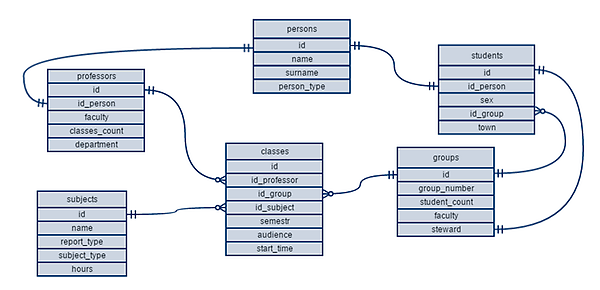 persons
id
name
surname
person_type
students
id
id_person
sex
id_group
town
professors
id
id_person
faculty
classes_count
department
classes
id
id_professor
id_group
id_subject
semestr
audience
start_time
groups
id
group_number
student_count
faculty
steward
subjects
id
name
report_type
subject_type
hours